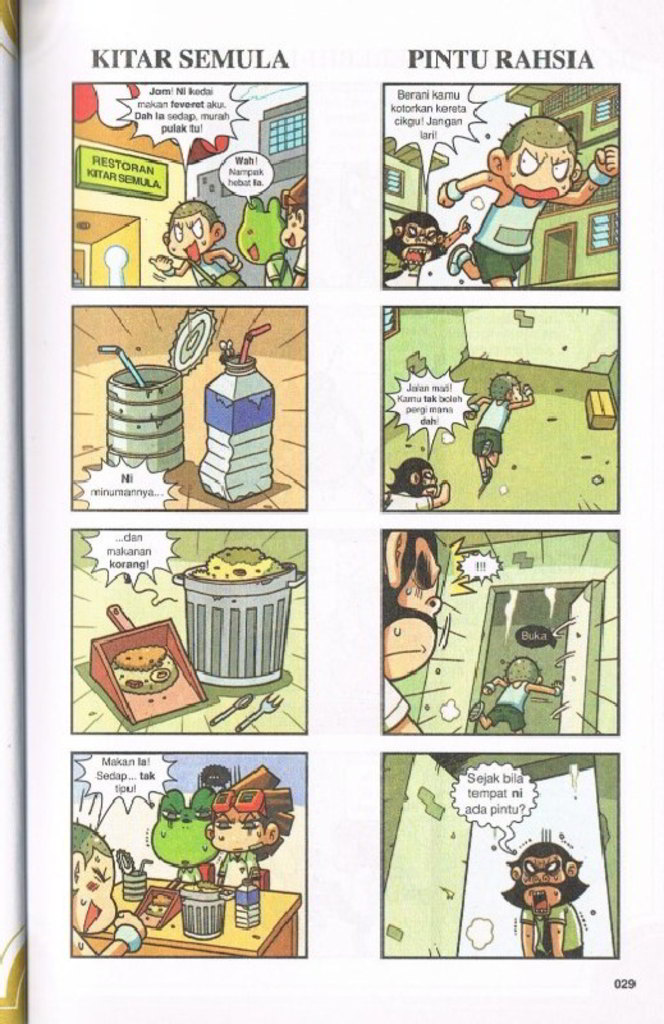 KITAR SEMULA
Jom! Ni kedai
makan feveret aku.
Dah la sedap, murah
pulak tu!
Wah!
Nampak
hebat la.
RESTORAN
KITAR SEMULA.
Ni
minumannya...
...dan
makanan
korang!
Makan la!
Sedap... tak
tipu!
PINTU RAHSIA
Berani kamu
kotorkan kereta
cikgu! Jangan
lari!
Jalan mati!
Kamu tak boleh
pergi mana
dah!
!!!
Buka
Sejak bila
tempat ni
ada pintu?
029